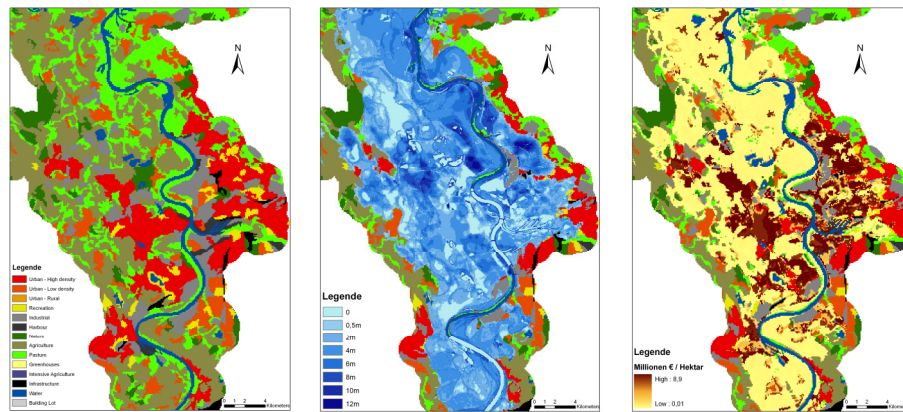 N
Legende
Urban - High density
Urban - Low density
Urban - Rural
Recreation
Industrial
Harbour
Nature
Agriculture
Pasture
Greenhouses
Intensive Agriculture
Infrastructure
Water
Building Lot
0 1 2 4
Kilometers
N
Legende
0
0,5m
2m
4m
6m
8m
10m
12m
0 1 2 4
Kilometers
N
Legende
Millionen € / Hektar
High : 8,9
Low : 0,01
0 1 2 4
Kilometers